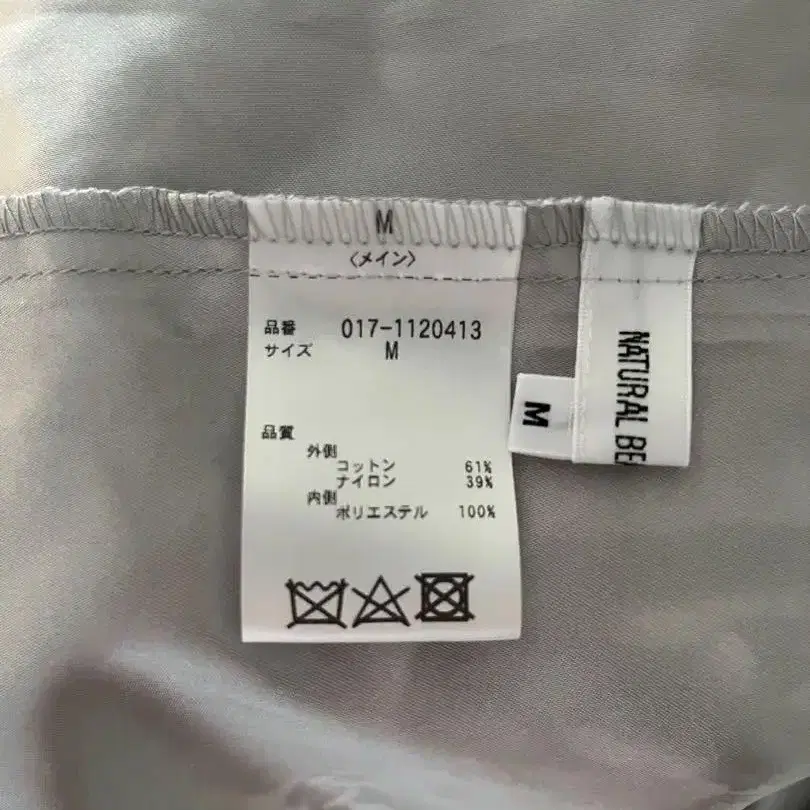 M
〈メイン〉
品番 017-1120413
サイズ M
品質
外側
コットン 61%
ナイロン 39%
内側
ポリエステル 100%
M
NATURAL